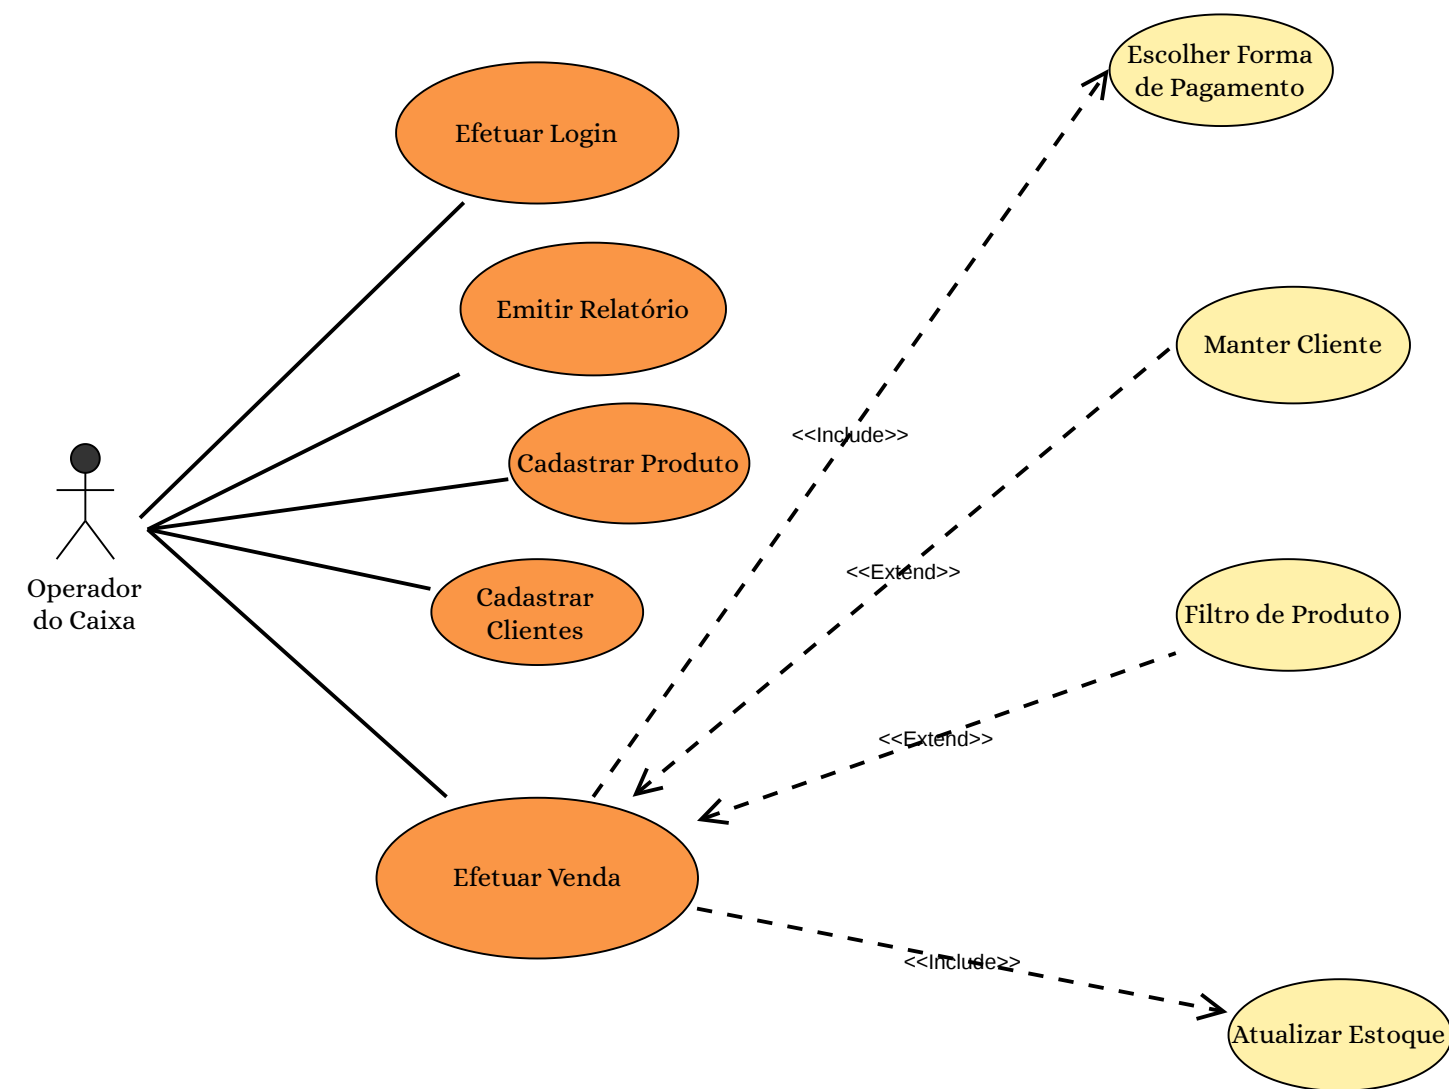 Escolher Forma
de Pagamento
Efetuar Login
Emitir Relatório
Manter Cliente
<<Include>>
Cadastrar Produto
<<Extend>>
Operador
do Caixa
Cadastrar
Clientes
Filtro de Produto
<<Extend>>
Efetuar Venda
<<Include>>
Atualizar Estoque